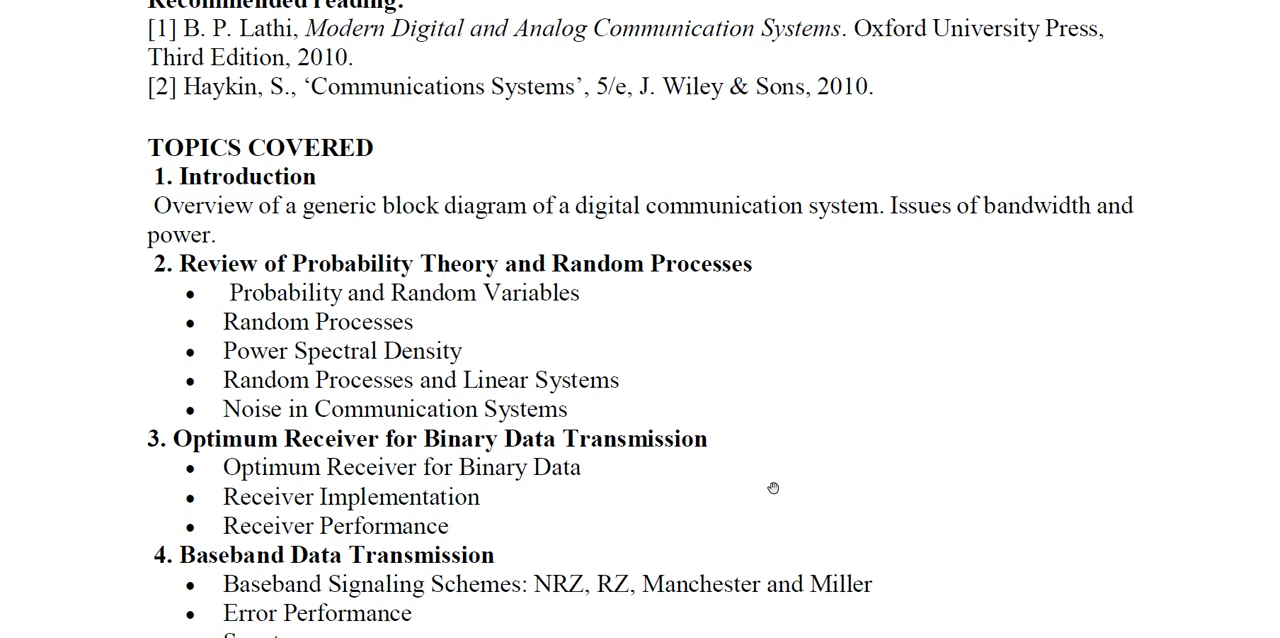 Recommended reading:
[1] B. P. Lathi, Modern Digital and Analog Communication Systems. Oxford University Press,
Third Edition, 2010.
[2] Haykin, S., ‘Communications Systems’, 5/e, J. Wiley & Sons, 2010.
TOPICS COVERED
1. Introduction
Overview of a generic block diagram of a digital communication system. Issues of bandwidth and
power.
2. Review of Probability Theory and Random Processes
• Probability and Random Variables
• Random Processes
• Power Spectral Density
• Random Processes and Linear Systems
• Noise in Communication Systems
3. Optimum Receiver for Binary Data Transmission
• Optimum Receiver for Binary Data
• Receiver Implementation
• Receiver Performance
4. Baseband Data Transmission
• Baseband Signaling Schemes: NRZ, RZ, Manchester and Miller
• Error Performance